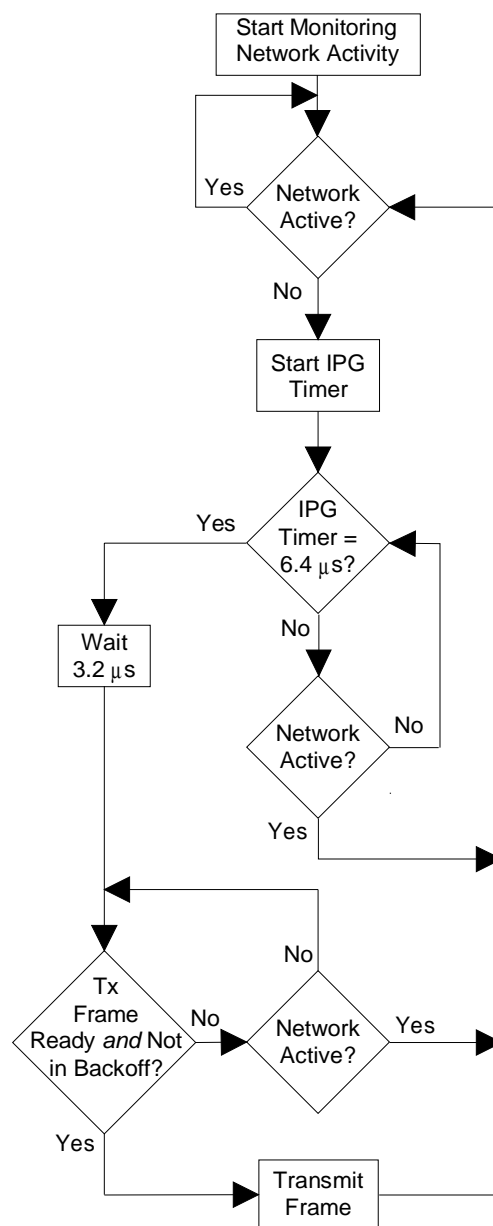 Start Monitoring
Network Activity
Yes
Network
Active?
No
Start IPG
Timer
Yes
IPG
Timer =
6.4 μs?
Wait
3.2 μs
No
Network
Active?
No
Yes
No
Tx
Frame
Ready and Not
in Backoff?
No
Network
Active?
Yes
Yes
Transmit
Frame